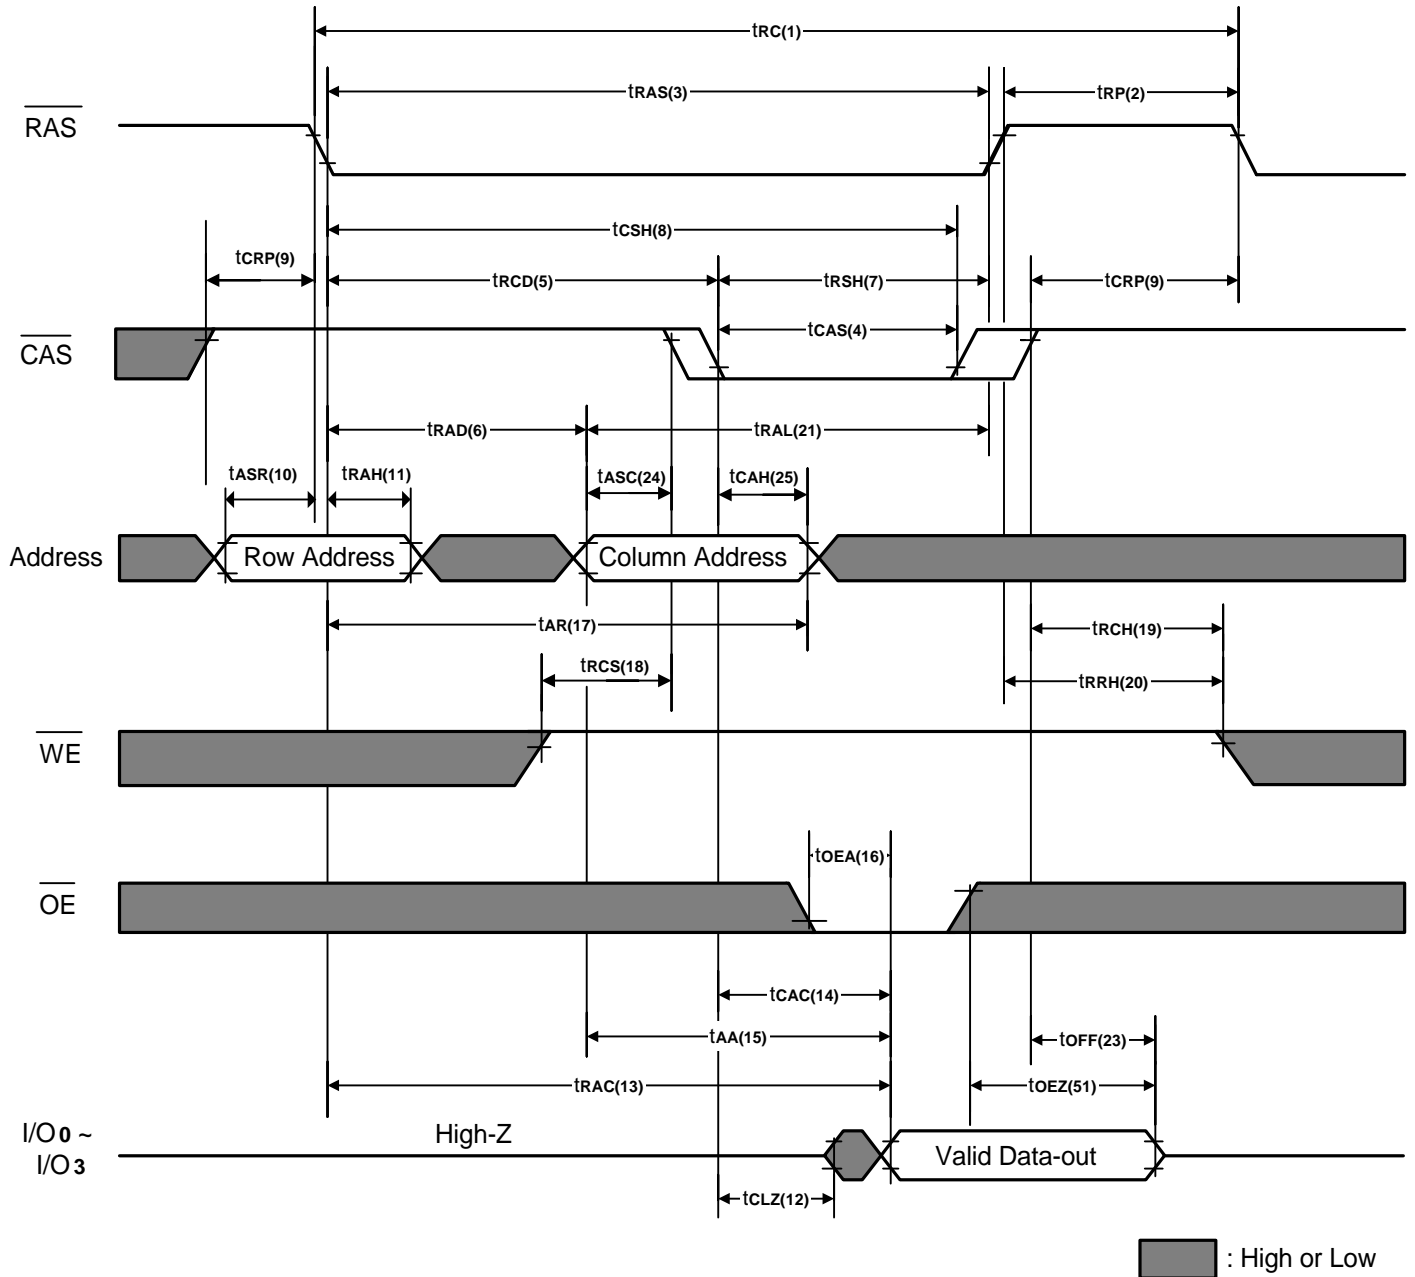 tRC(1)
tRAS(3)
tRP(2)
RAS
tCSH(8)
tCRP(9)
tRCD(5)
tRSH(7)
tCRP(9)
tCAS(4)
CAS
tRAD(6)
tRAL(21)
tASR(10)
tRAH(11)
tASC(24)
tCAH(25)
Address
Row Address
Column Address
tAR(17)
tRCH(19)
tRCS(18)
tRRH(20)
WE
tOEA(16)
OE
tCAC(14)
tAA(15)
tOFF(23)
tRAC(13)
tOEZ(51)
I/O0 ~
I/O3
High-Z
Valid Data-out
tCLZ(12)
: High or Low